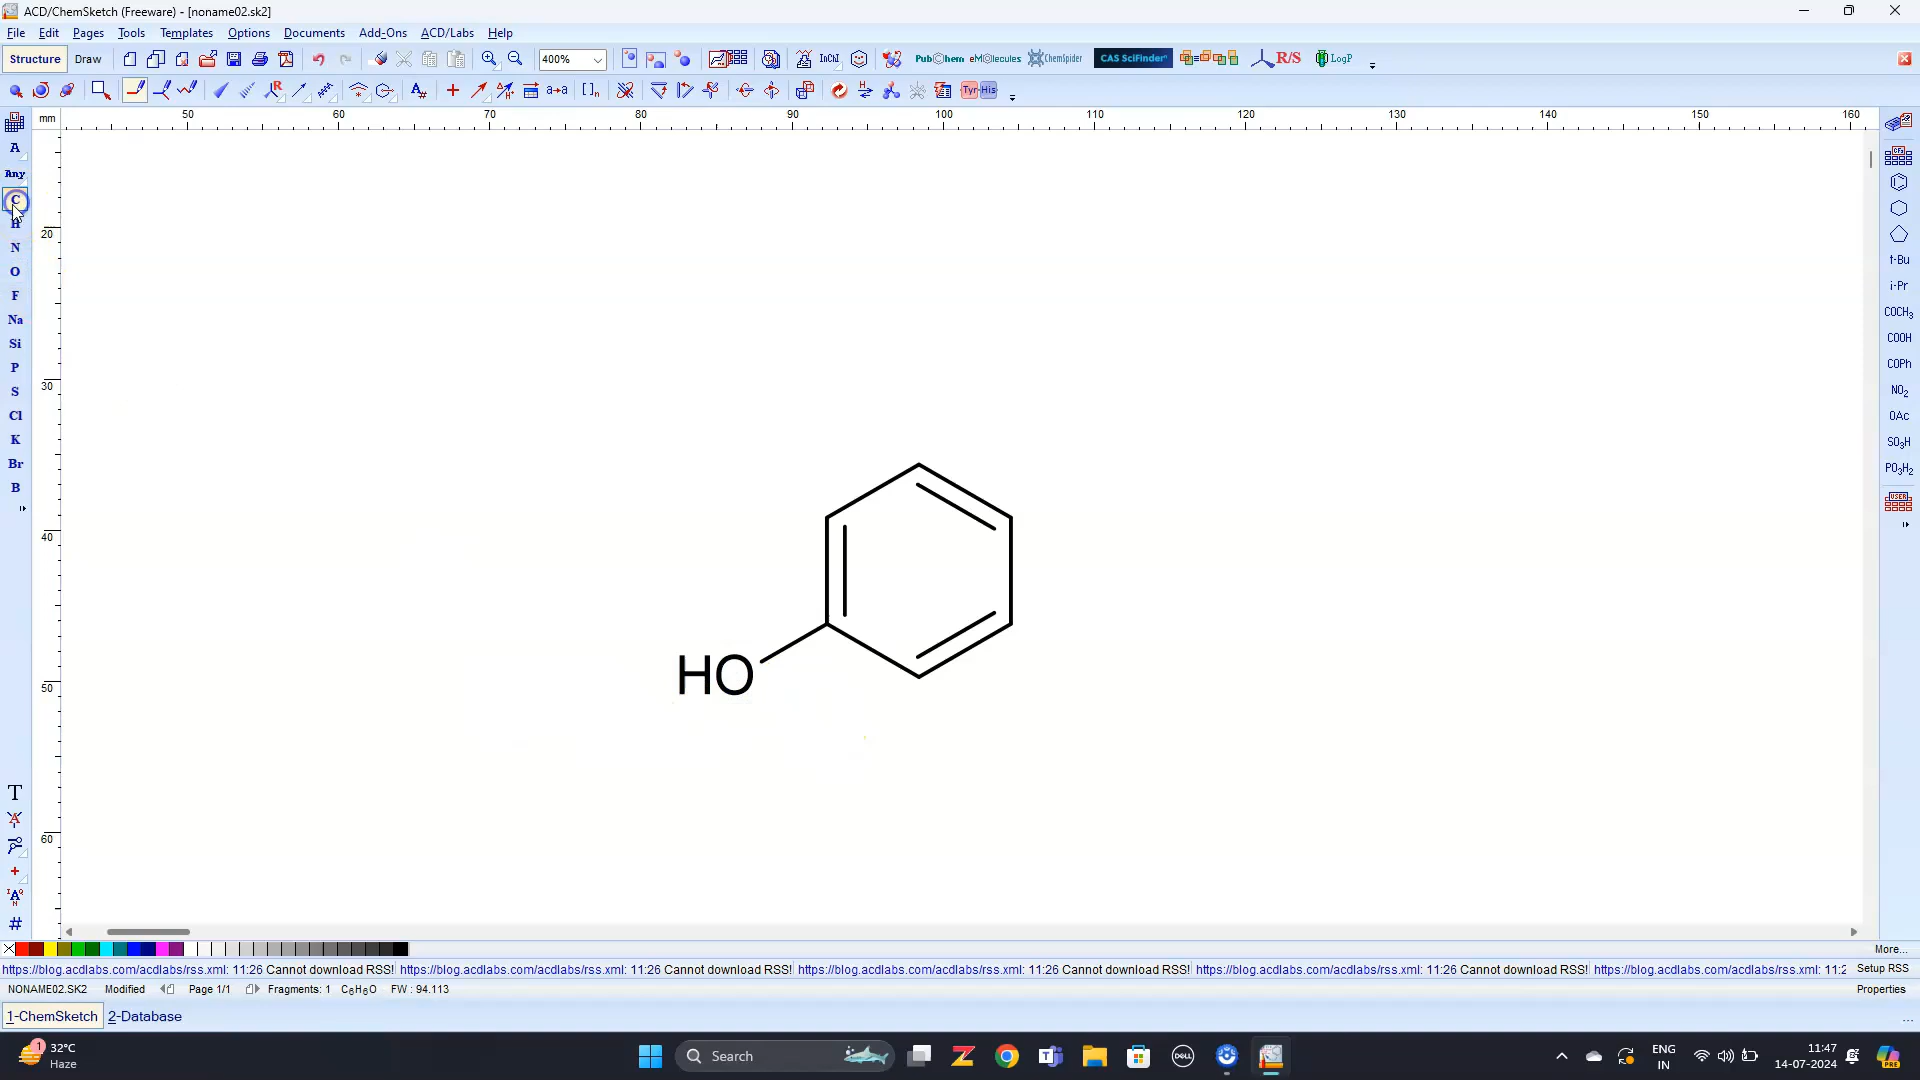 ACD/ChemSketch (Freeware) - [noname02.sk2]
File Edit Pages Tools Templates Options Documents Add-Ons ACD/Labs Help
Structure Draw 400% InChI PubChem eMolecules ChemSpider CAS SciFinder R/S LogP
A R A a→a Tyr His
mm 50 60 70 80 90 100 110 120 130 140 150 160
A
Any
C
H
N
O
F
Na
Si
P
S
Cl
K
Br
B
T
#
20
30
40
50
60
HO
t-Bu
i-Pr
COCH₃
COOH
COPh
NO₂
OAc
SO₃H
PO₃H₂
USER
More...
https://blog.acdlabs.com/acdlabs/rss.xml: 11:26 Cannot download RSS! https://blog.acdlabs.com/acdlabs/rss.xml: 11:26 Cannot download RSS! https://blog.acdlabs.com/acdlabs/rss.xml: 11:26 Cannot download RSS! https://blog.acdlabs.com/acdlabs/rss.xml: 11:26 Cannot download RSS! https://blog.acdlabs.com/acdlabs/rss.xml: 11:2 Setup RSS
NONAME02.SK2 Modified Page 1/1 Fragments: 1 C₆H₆O FW : 94.113 Properties
1-ChemSketch 2-Database ...
1 32°C
Haze
Search
DELL
ENG
IN
11:47
14-07-2024
PRE